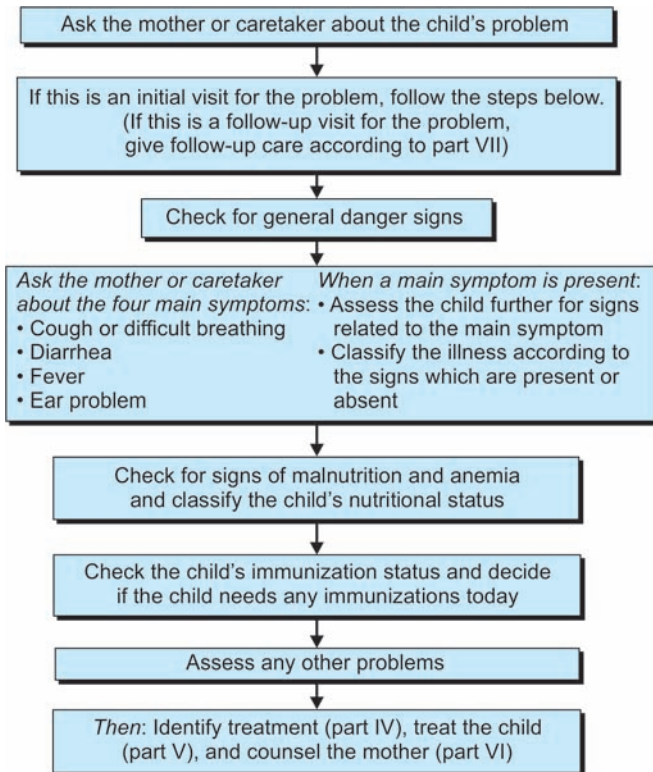 Ask the mother or caretaker about the child's problem
If this is an initial visit for the problem, follow the steps below.
(If this is a follow-up visit for the problem,
give follow-up care according to part VII)
Check for general danger signs
Ask the mother or caretaker
about the four main symptoms:
• Cough or difficult breathing
• Diarrhea
• Fever
• Ear problem
When a main symptom is present:
• Assess the child further for signs
related to the main symptom
• Classify the illness according to
the signs which are present or
absent
Check for signs of malnutrition and anemia
and classify the child's nutritional status
Check the child's immunization status and decide
if the child needs any immunizations today
Assess any other problems
Then: Identify treatment (part IV), treat the child
(part V), and counsel the mother (part VI)